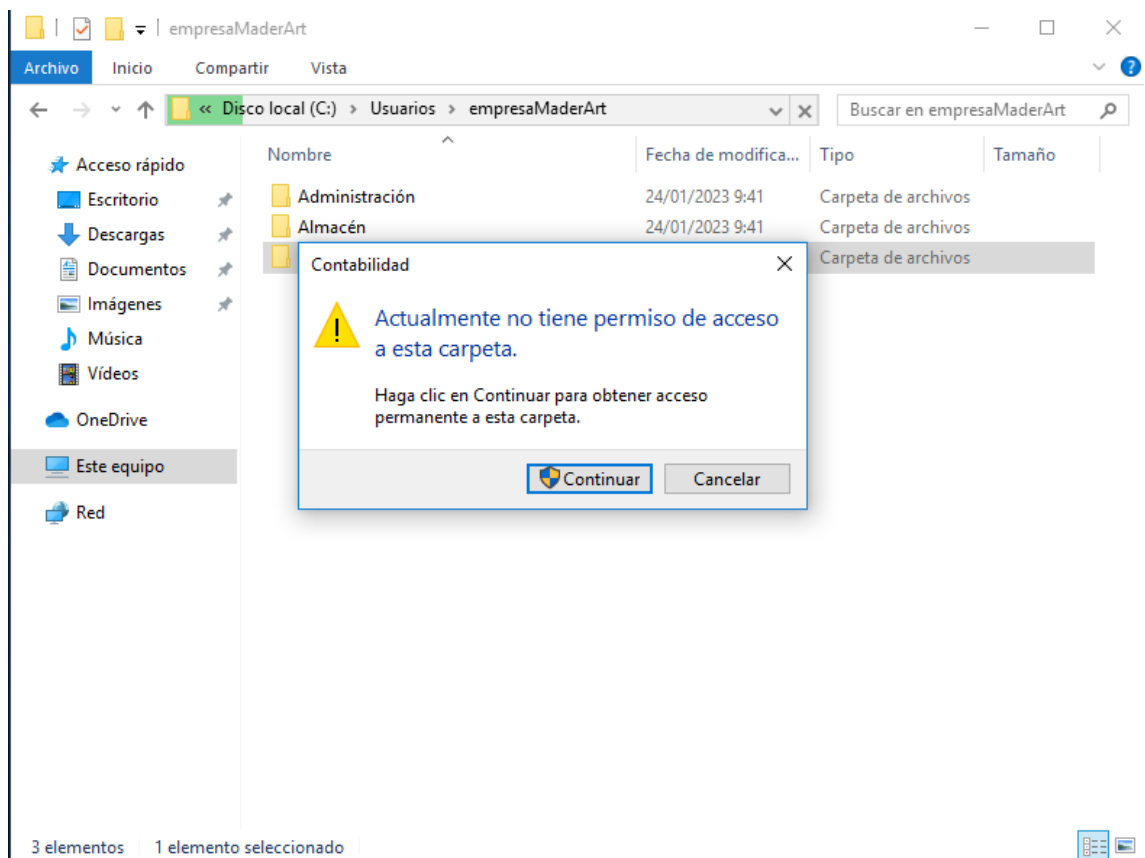 empresaMaderArt
Archivo Inicio Compartir Vista
« Disco local (C:) > Usuarios > empresaMaderArt Buscar en empresaMaderArt
Nombre Fecha de modifica... Tipo Tamaño
Acceso rápido
Escritorio
Descargas
Documentos
Imágenes
Música
Vídeos
OneDrive
Este equipo
Red
Administración 24/01/2023 9:41 Carpeta de archivos
Almacén 24/01/2023 9:41 Carpeta de archivos
Carpeta de archivos
Contabilidad
Actualmente no tiene permiso de acceso
a esta carpeta.
Haga clic en Continuar para obtener acceso
permanente a esta carpeta.
Continuar Cancelar
3 elementos 1 elemento seleccionado